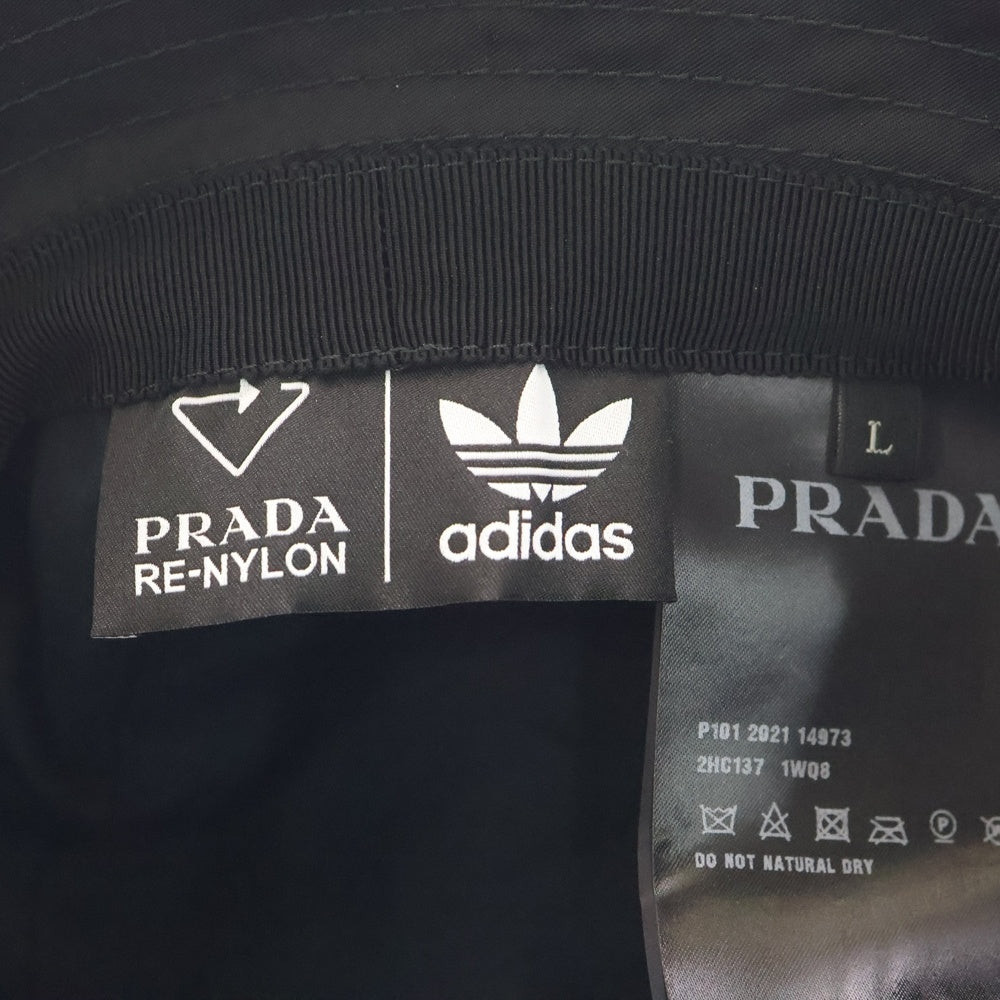 PRADA
RE-NYLON
adidas
L
PRADA
P101 2021 14973
2HC137 1WQ8
P
DO NOT NATURAL DRY